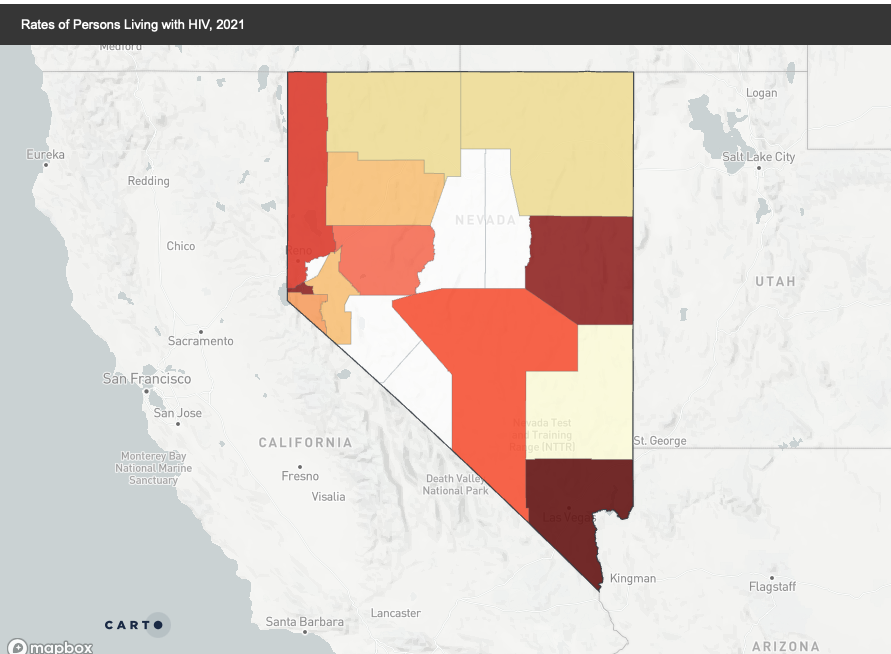 Rates of Persons Living with HIV, 2021
Medford
Logan
Eureka
Salt Lake City
Redding
NEVADA
Chico
Reno
UTAH
Sacramento
San Francisco
San Jose
Nevada Test
and Training
Range (NTTR)
St. George
CALIFORNIA
Monterey Bay
National Marine
Sanctuary
Fresno
Death Valley
National Park
Visalia
Las Vegas
Kingman
Flagstaff
Lancaster
Santa Barbara
CARTO
ARIZONA
mapbox